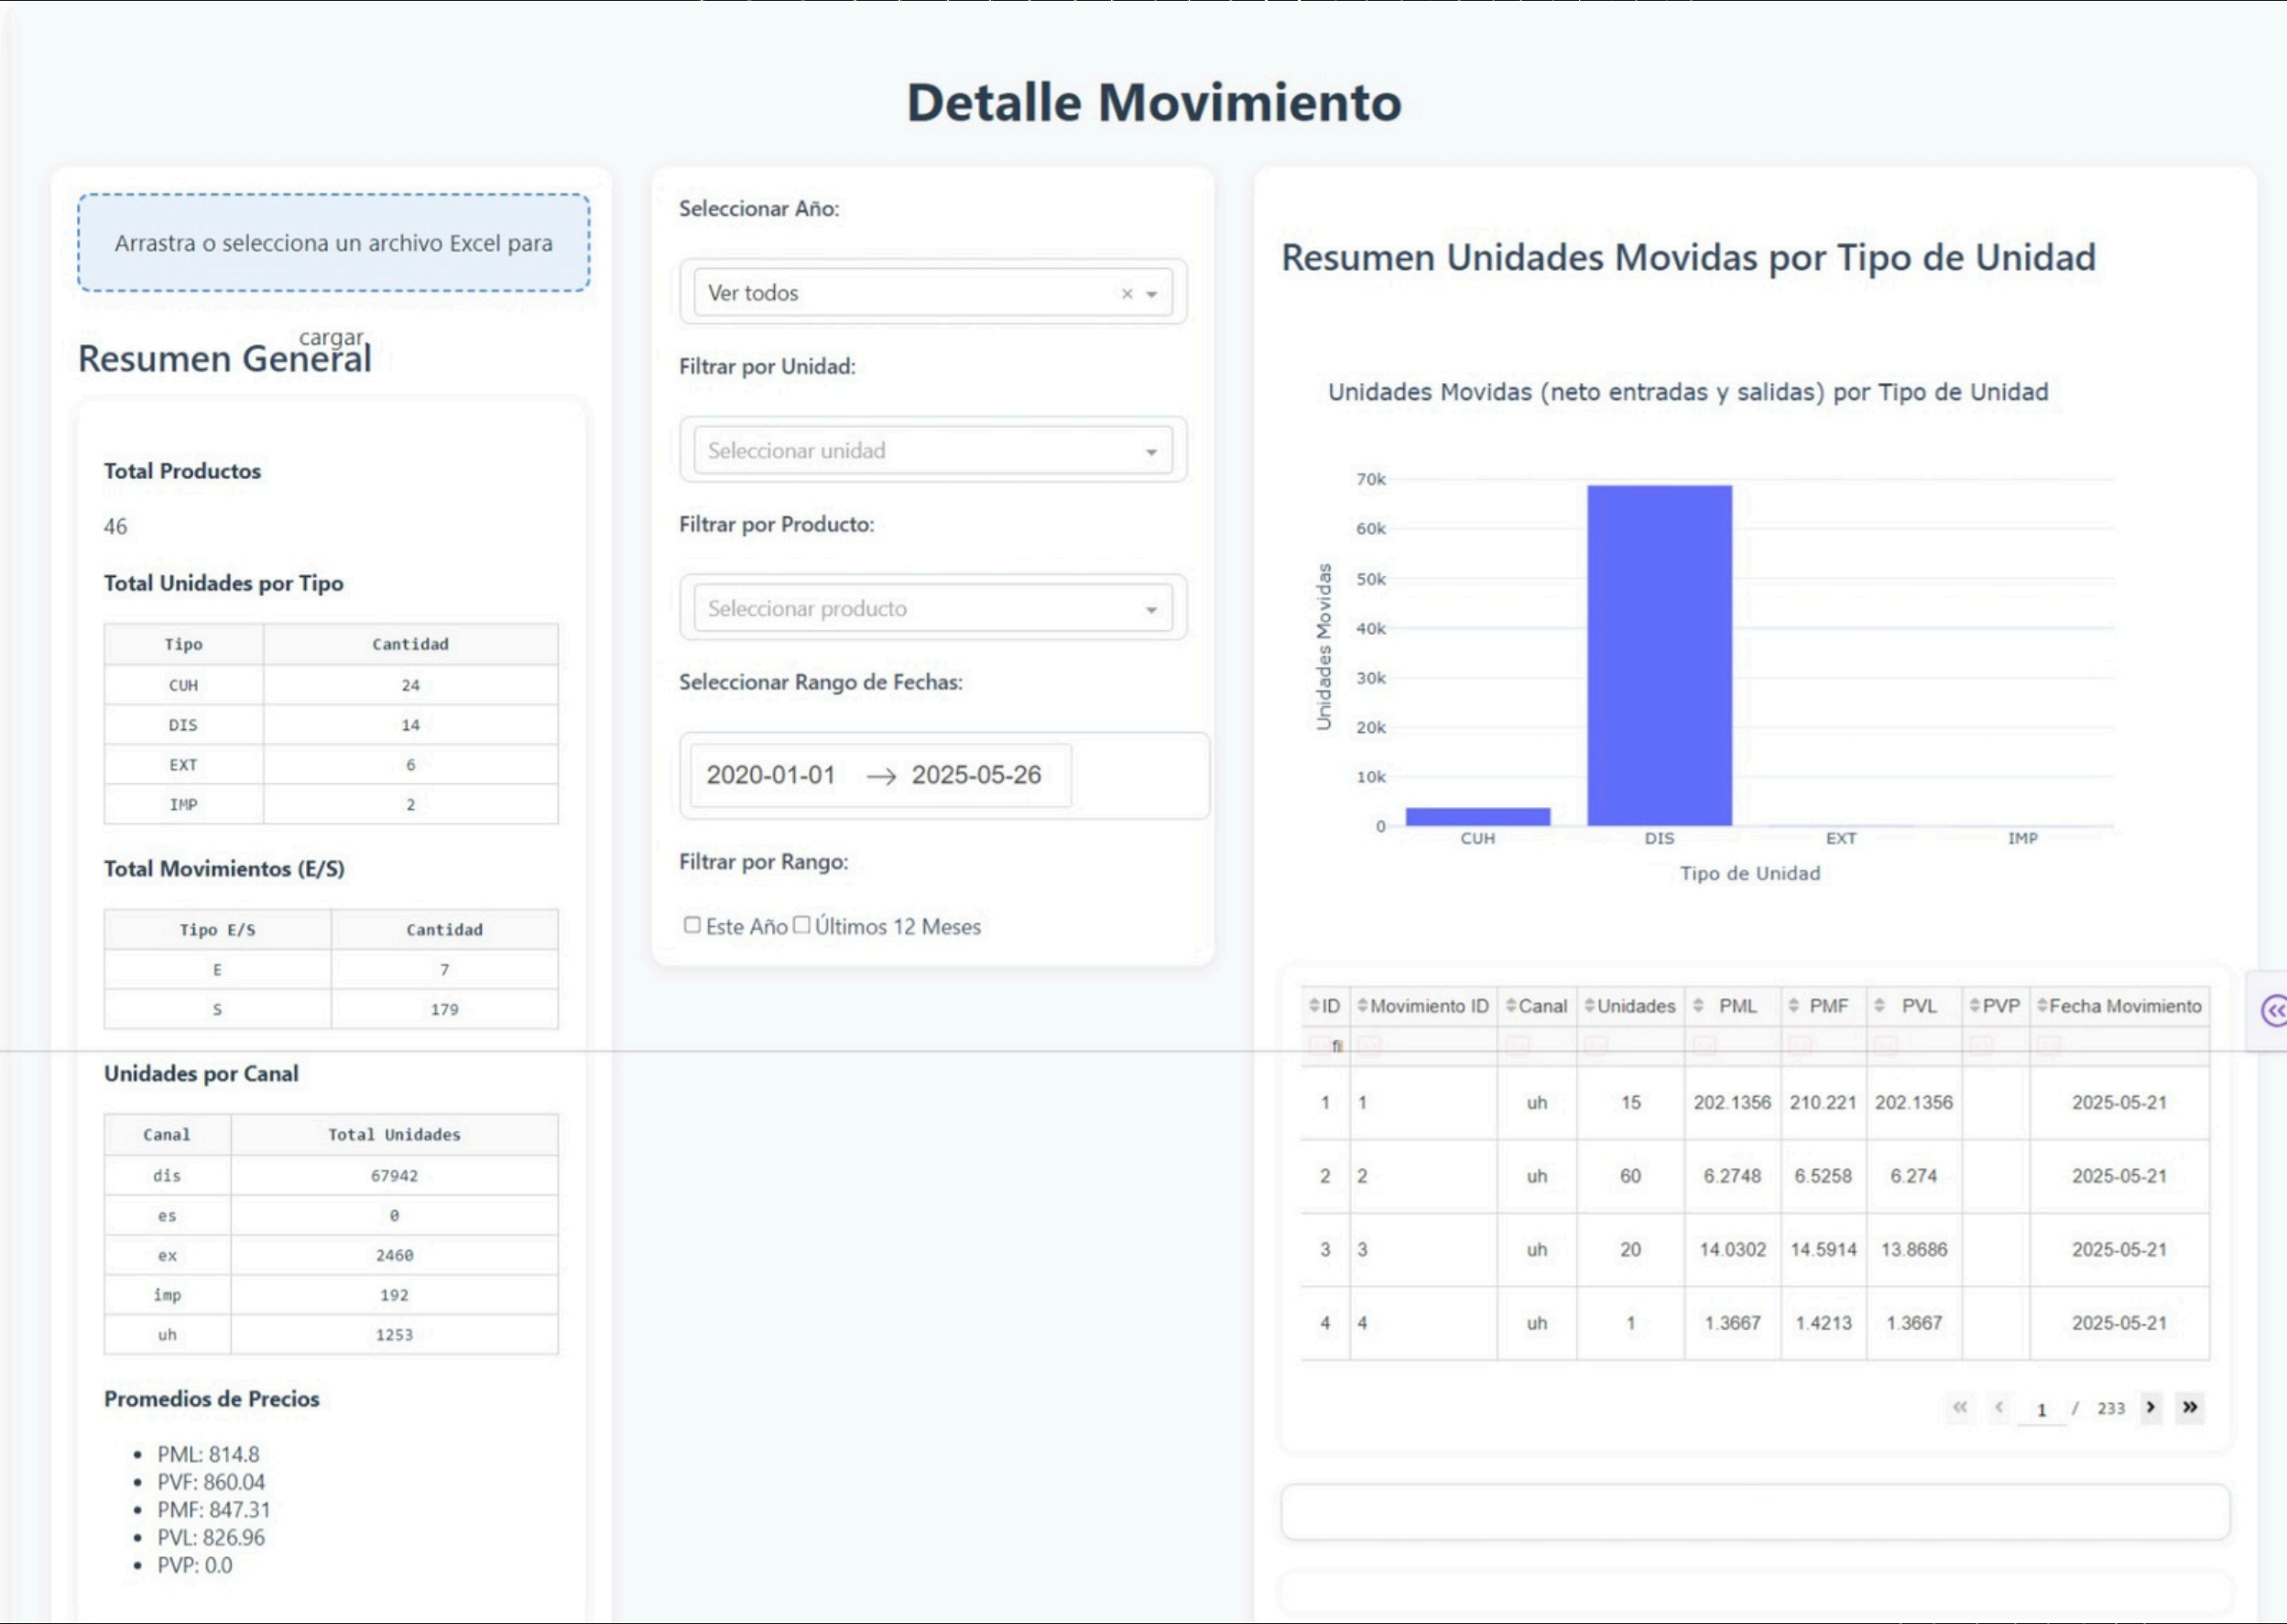 Detalle Movimiento
Arrastra o selecciona un archivo Excel para
cargar
Resumen General
Total Productos
46
Total Unidades por Tipo
Tipo Cantidad
CUH 24
DIS 14
EXT 6
IMP 2
Total Movimientos (E/S)
Tipo E/S Cantidad
E 7
S 179
Unidades por Canal
Canal Total Unidades
dis 67942
es 0
ex 2460
imp 192
uh 1253
Promedios de Precios
• PML: 814.8
• PVF: 860.04
• PMF: 847.31
• PVL: 826.96
• PVP: 0.0
Seleccionar Año:
Ver todos × 
Filtrar por Unidad:
Seleccionar unidad
Filtrar por Producto:
Seleccionar producto
Seleccionar Rango de Fechas:
2020-01-01 → 2025-05-26
Filtrar por Rango:
Este Año Últimos 12 Meses
Resumen Unidades Movidas por Tipo de Unidad
Unidades Movidas (neto entradas y salidas) por Tipo de Unidad
Unidades Movidas
70k
60k
50k
40k
30k
20k
10k
0
CUH DIS EXT IMP
Tipo de Unidad
ID Movimiento ID Canal Unidades PML PMF PVL PVP Fecha Movimiento
1 1 uh 15 202.1356 210.221 202.1356 2025-05-21
2 2 uh 60 6.2748 6.5258 6.274 2025-05-21
3 3 uh 20 14.0302 14.5914 13.8686 2025-05-21
4 4 uh 1 1.3667 1.4213 1.3667 2025-05-21
« ‹ 1 / 233 › »